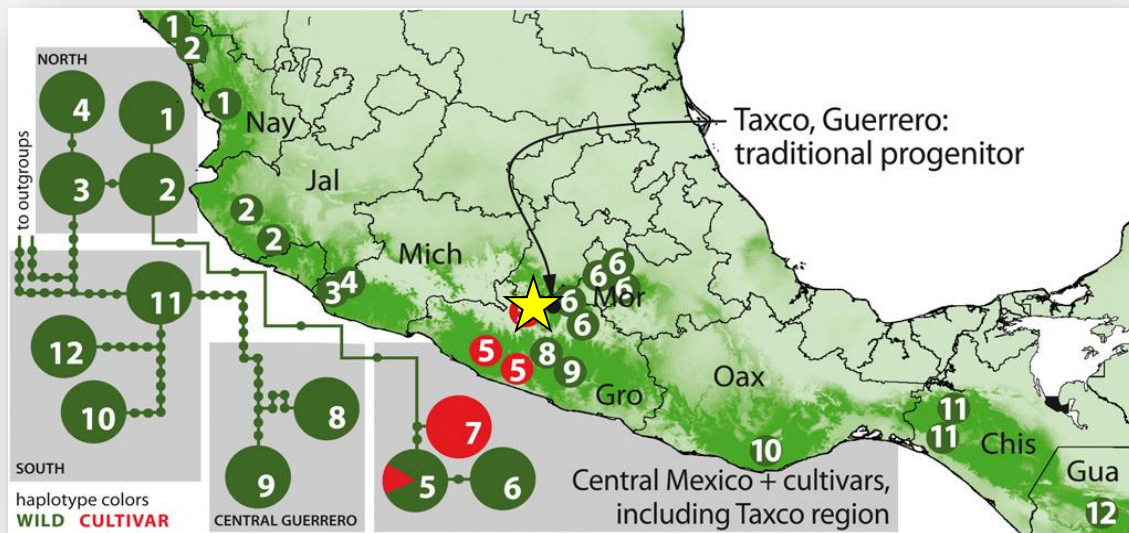 NORTH
4
1
3
2
to outgroups
11
12
10
8
9
SOUTH
CENTRAL GUERRERO
7
5
6
haplotype colors
WILD CULTIVAR
Central Mexico + cultivars,
including Taxco region
Taxco, Guerrero:
traditional progenitor
1
2
1
Nay
Jal
2
2
Mich
3
4
6
6
6
6
Mor
6
5
5
8
9
Gro
Oax
10
11
11
Chis
Gua
12